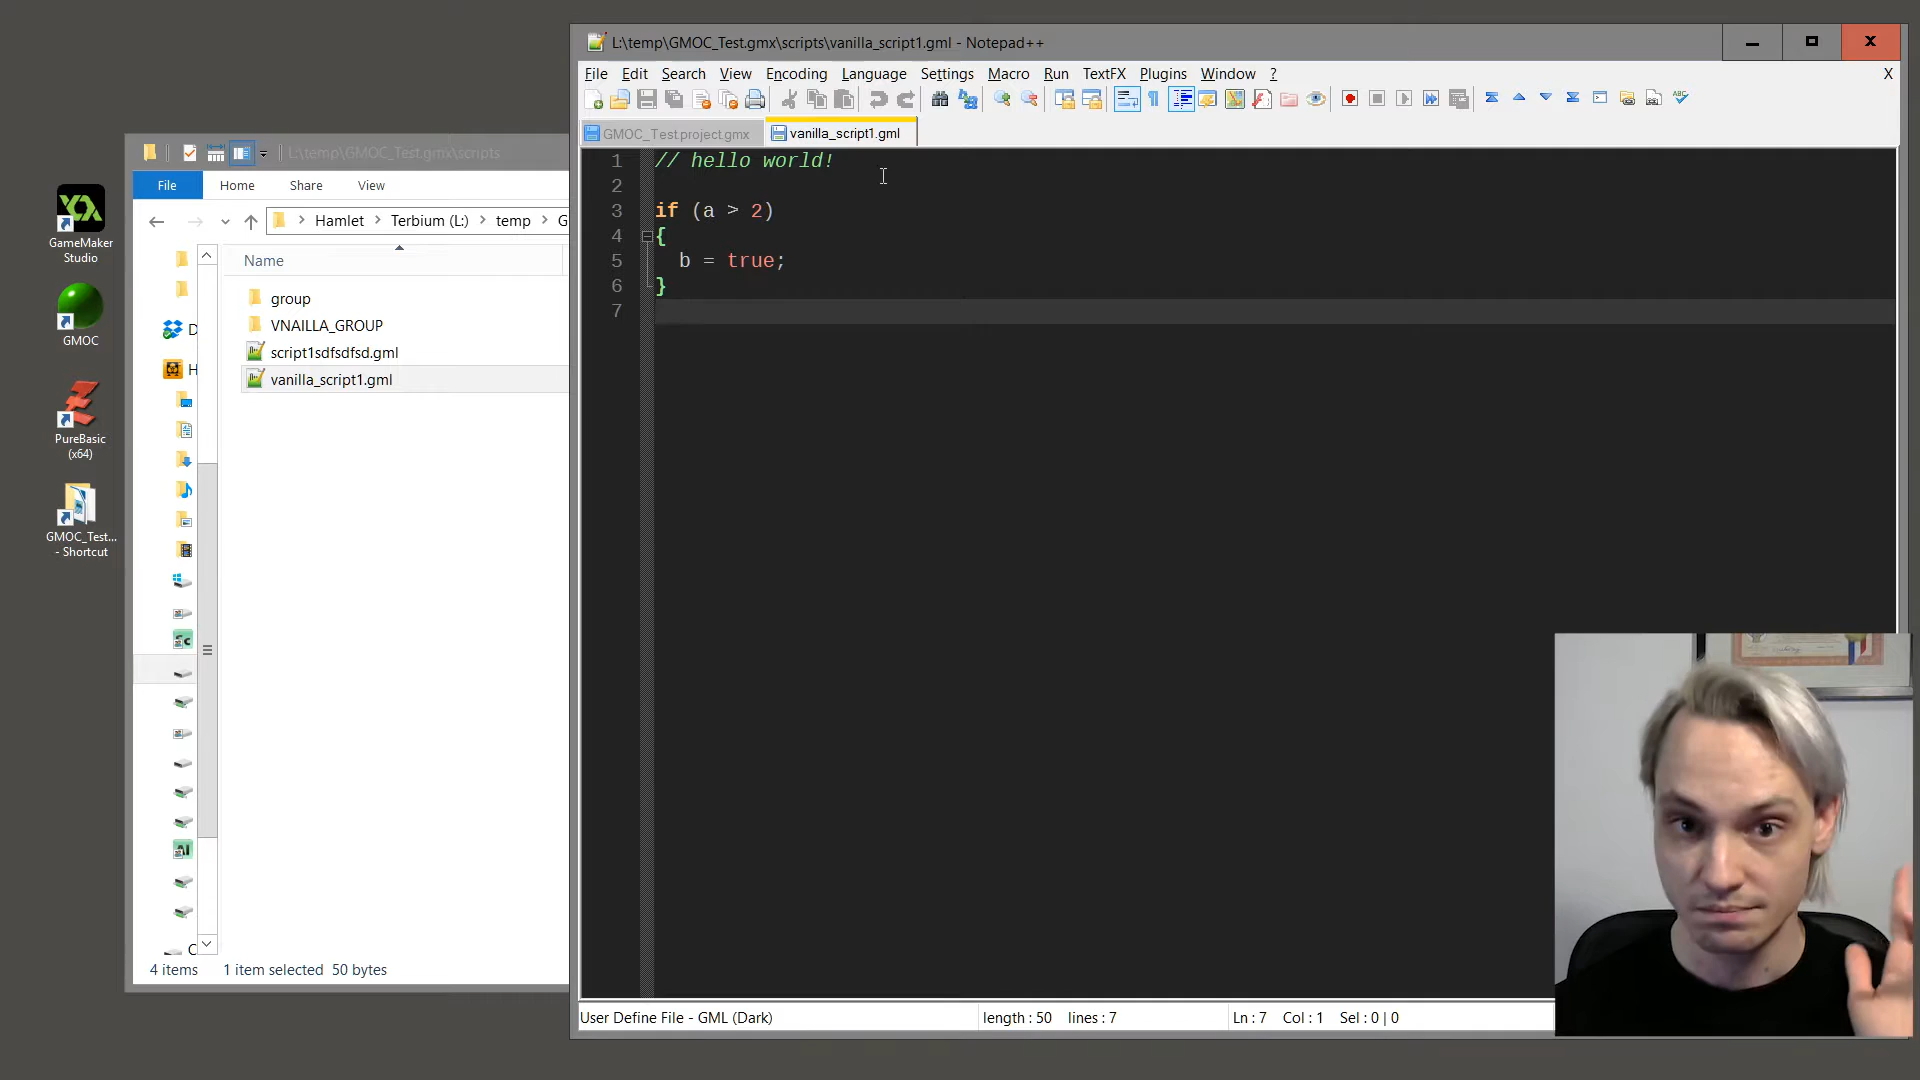 GameMaker
Studio
GMOC
PureBasic
(x64)
GMOC_Test...
- Shortcut
L:\temp\GMOC_Test.gmx\scripts
File Home Share View
Hamlet Terbium (L:) temp G
Name
group
VNAILLA_GROUP
script1sdfsdfsd.gml
vanilla_script1.gml
D
H
C
4 items 1 item selected 50 bytes
L:\temp\GMOC_Test.gmx\scripts\vanilla_script1.gml - Notepad++
File Edit Search View Encoding Language Settings Macro Run TextFX Plugins Window ? X
GMOC_Test.project.gmx vanilla_script1.gml
1 // hello world!
2
3 if (a > 2)
4 {
5 b = true;
6 }
7
User Define File - GML (Dark) length : 50 lines : 7 Ln : 7 Col : 1 Sel : 0 | 0